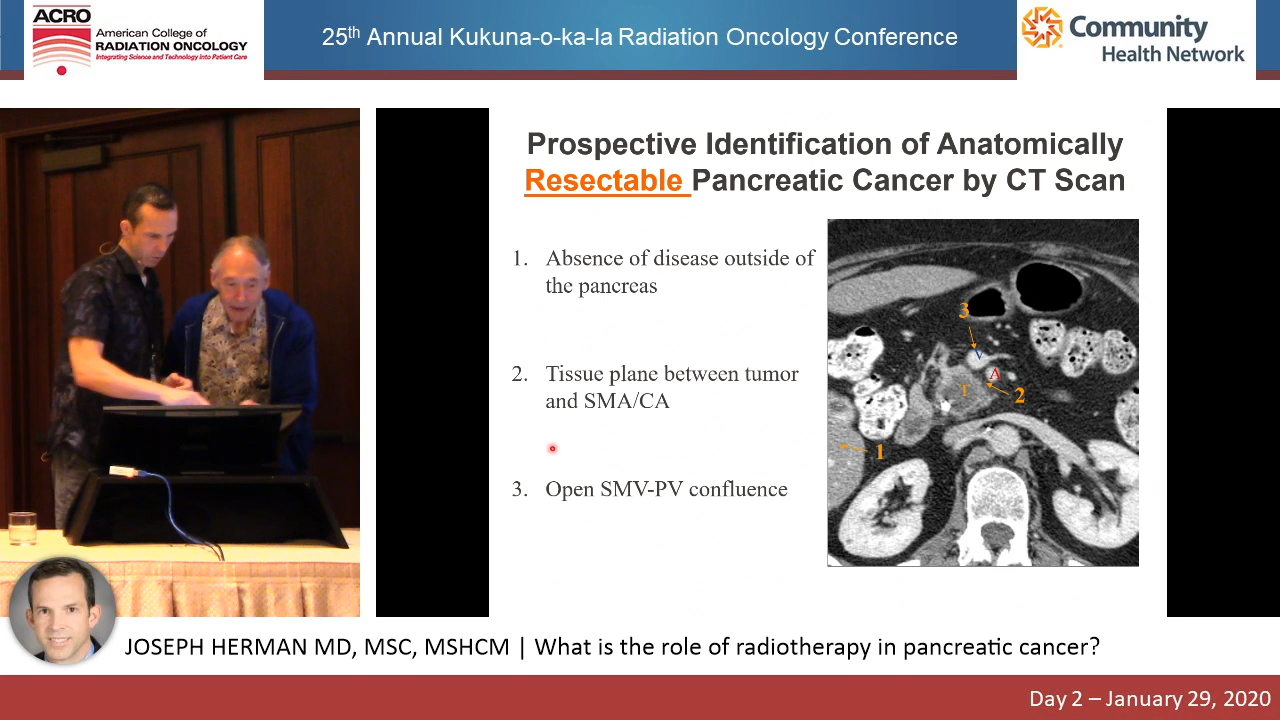 ACRO
American College of
RADIATION ONCOLOGY
Integrating Science and Technology Into Patient Care
25th Annual Kukuna-o-ka-la Radiation Oncology Conference
Community
Health Network
Prospective Identification of Anatomically
Resectable Pancreatic Cancer by CT Scan
1. Absence of disease outside of
the pancreas
2. Tissue plane between tumor
and SMA/CA
3. Open SMV-PV confluence
3
V
A
T
2
1
JOSEPH HERMAN MD, MSC, MSHCM | What is the role of radiotherapy in pancreatic cancer?
Day 2 – January 29, 2020